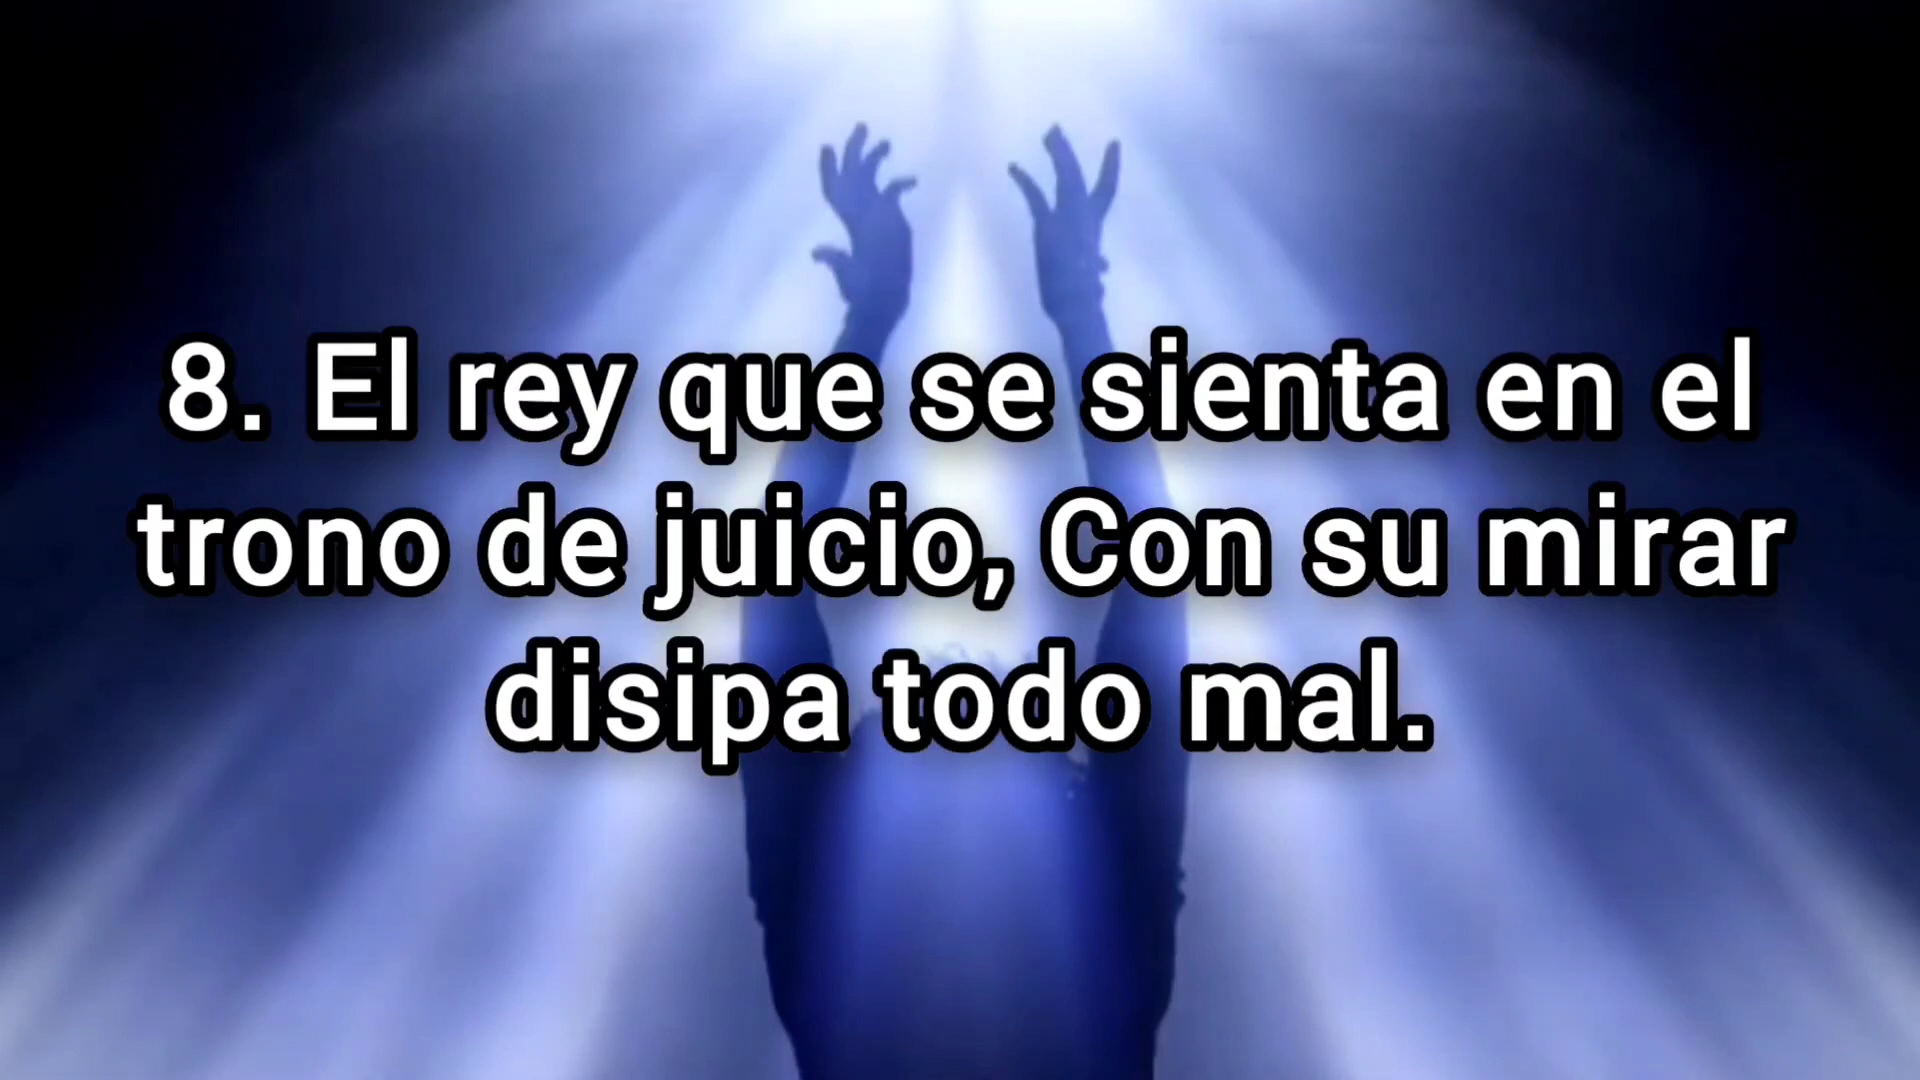 8. El rey que se sienta en el
trono de juicio, Con su mirar
disipa todo mal.